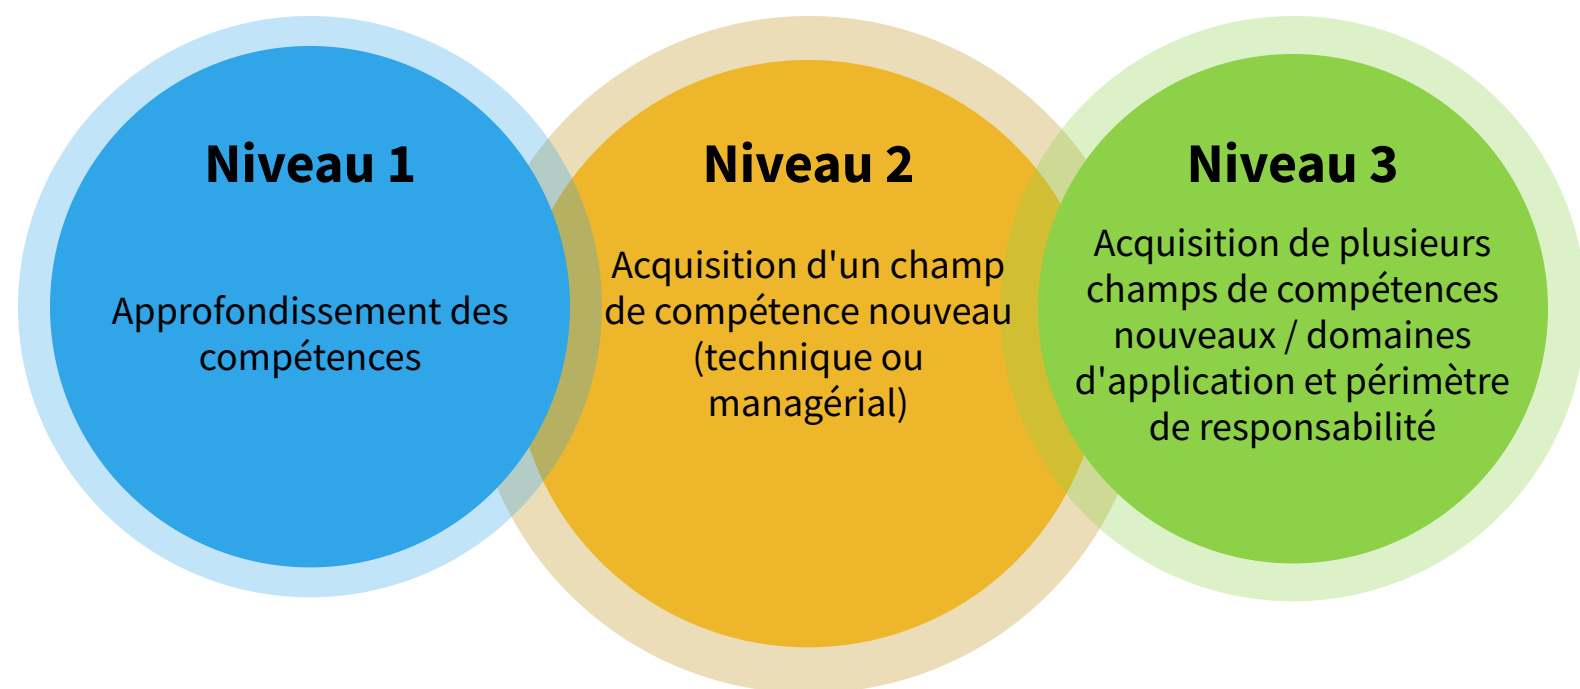 Niveau 1
Approfondissement des
compétences
Niveau 2
Acquisition d'un champ
de compétence nouveau
(technique ou
managérial)
Niveau 3
Acquisition de plusieurs
champs de compétences
nouveaux / domaines
d'application et périmètre
de responsabilité